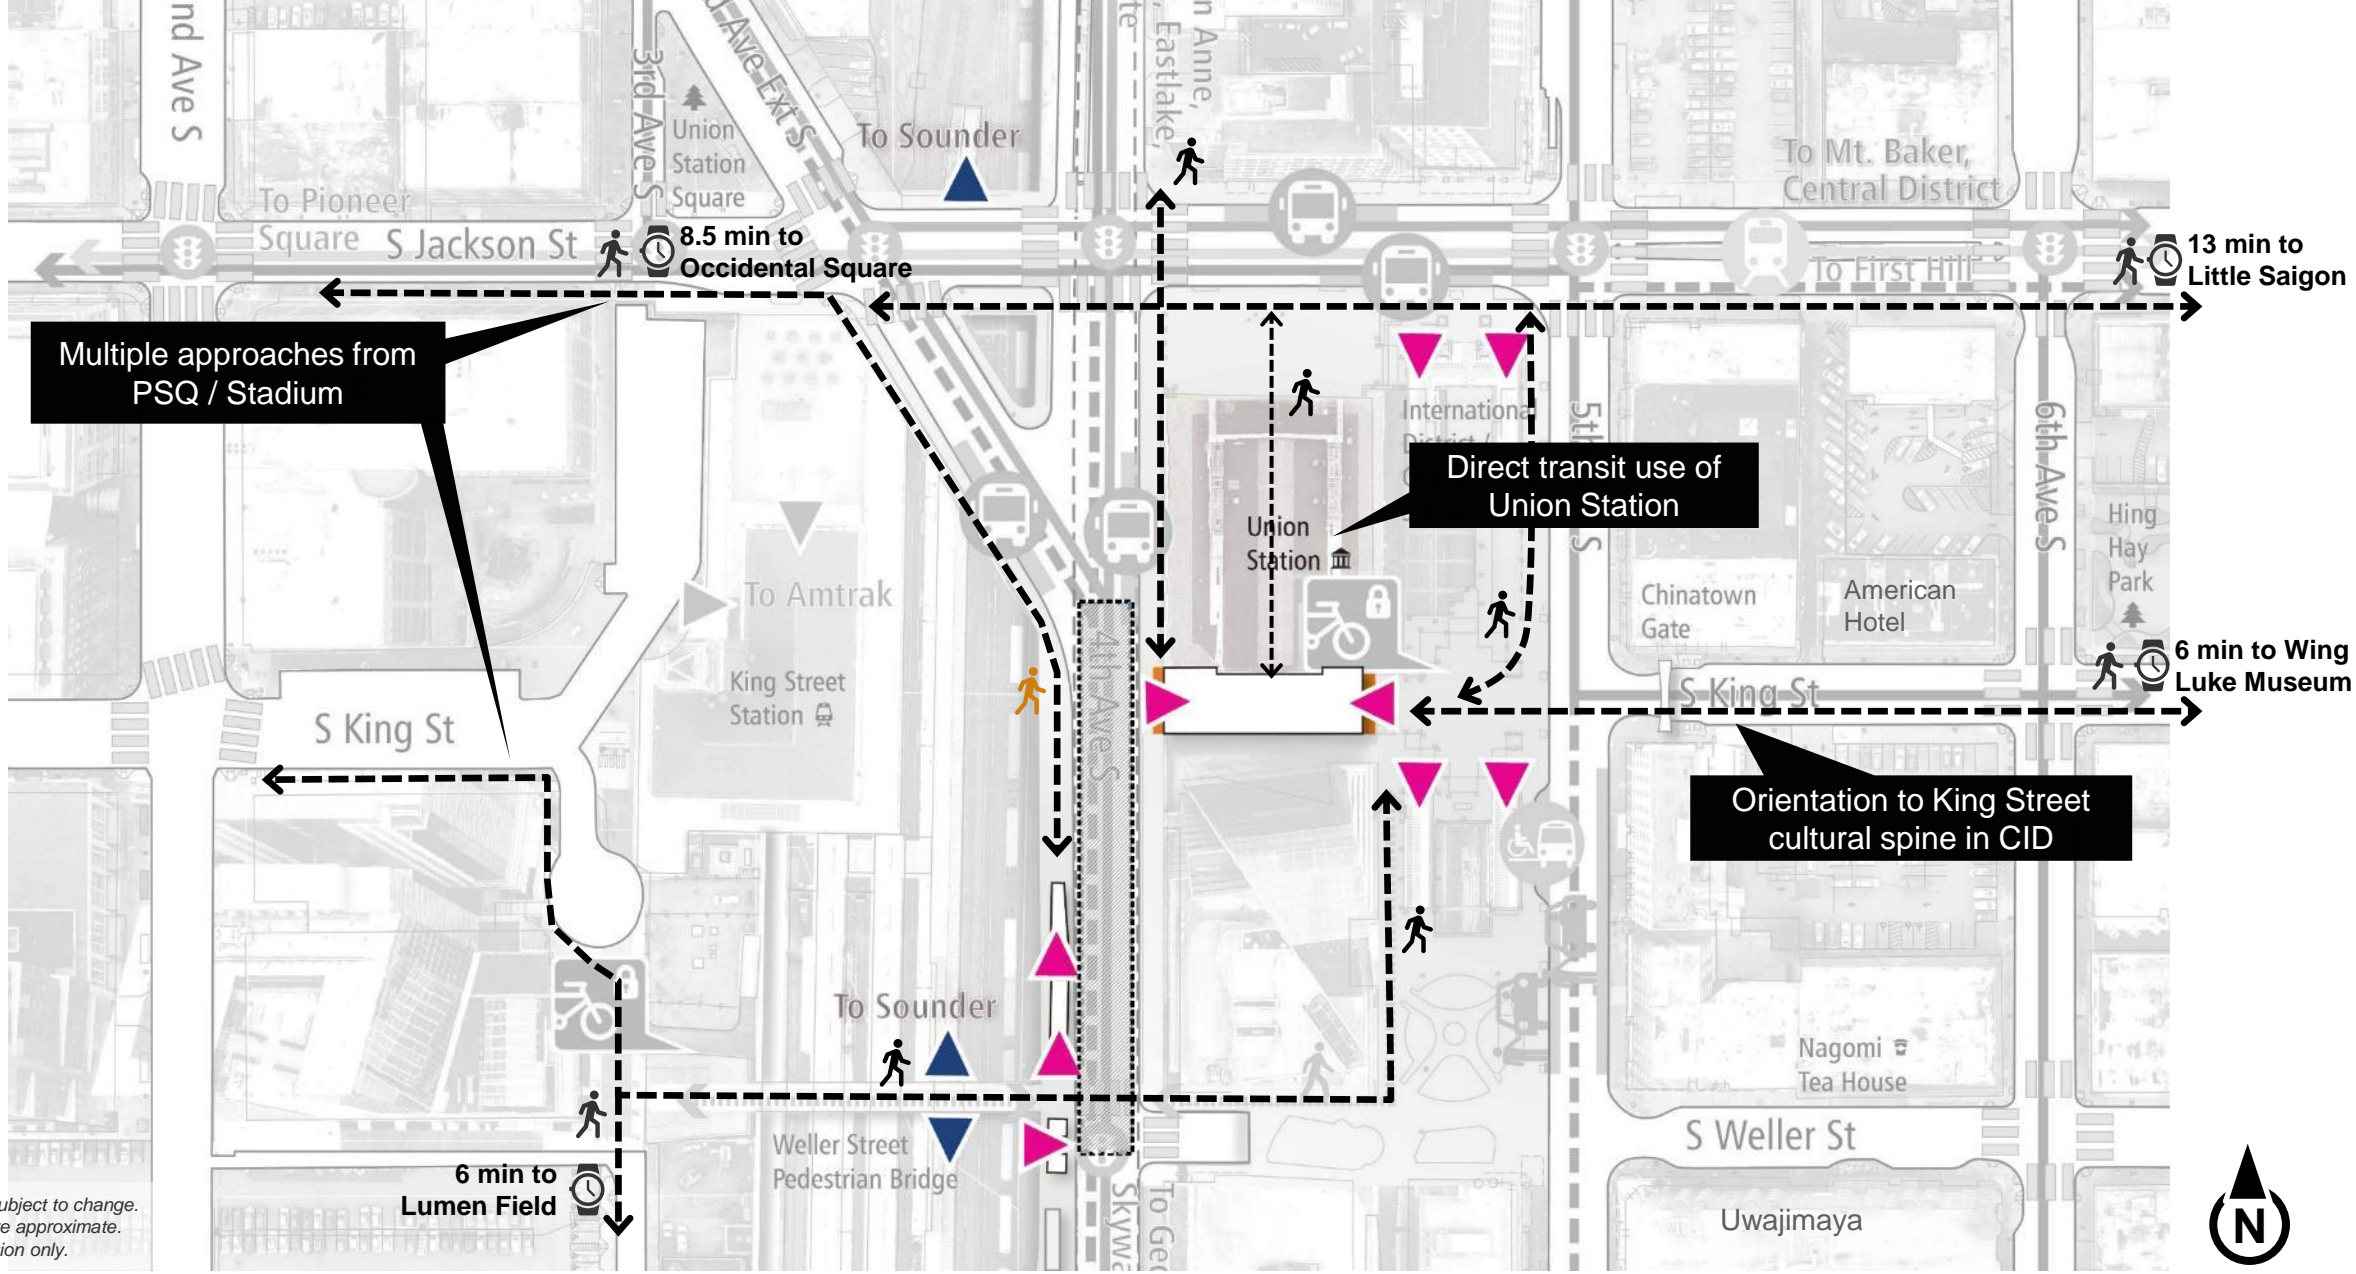 nd Ave S
3rd Ave S
d Ave Ext S
Union
Station
Square
To Sounder
n Anne,
Eastlake,
To Mt. Baker,
Central District
To Pioneer
Square
S Jackson St
8.5 min to
Occidental Square
To First Hill
13 min to
Little Saigon
Multiple approaches from
PSQ / Stadium
International
District /
Direct transit use of
Union Station
Union
Station
5th
S
6th Ave S
Hing
Hay
Park
Chinatown
Gate
American
Hotel
To Amtrak
4th Ave S
King Street
Station
S King St
S King St
6 min to Wing
Luke Museum
Orientation to King Street
cultural spine in CID
To Sounder
Nagomi
Tea House
Weller Street
Pedestrian Bridge
S Weller St
6 min to
Lumen Field
Skywa
To Geo
Uwajimaya
ubject to change.
e approximate.
ion only.
N